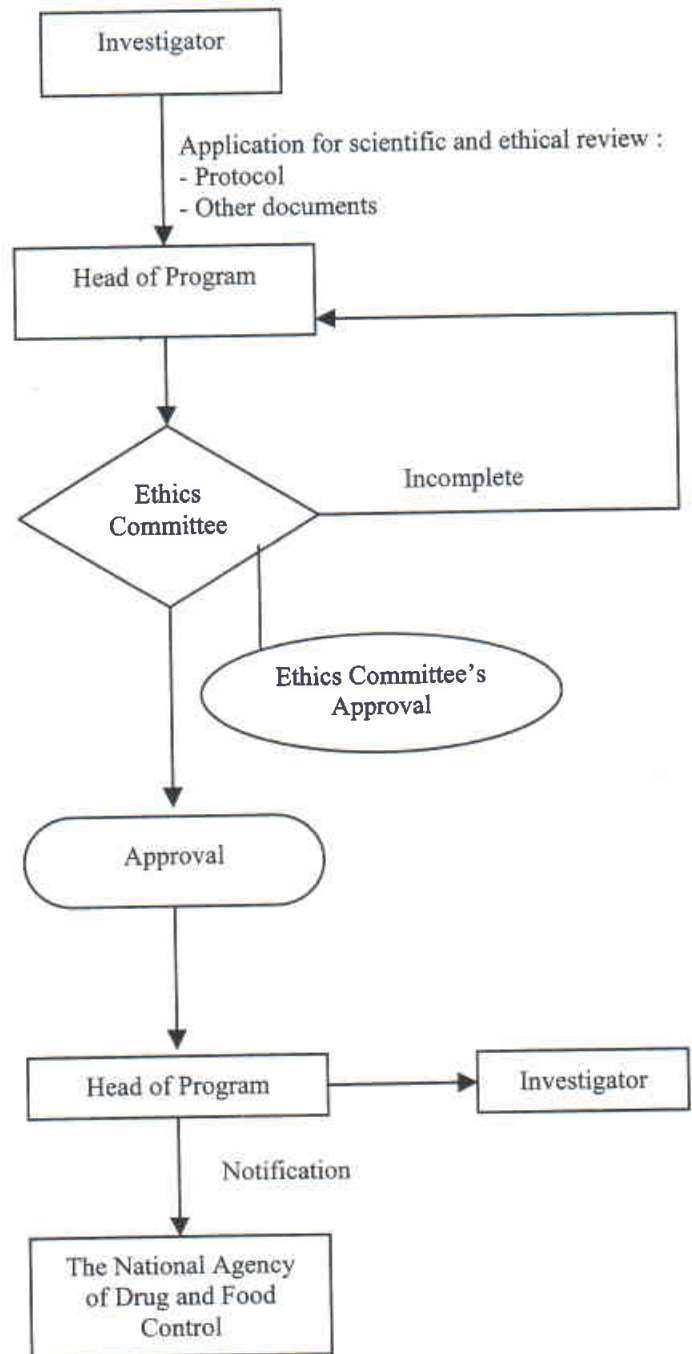 Investigator
Application for scientific and ethical review :
- Protocol
- Other documents
Head of Program
Incomplete
Ethics
Committee
Ethics Committee's
Approval
Approval
Head of Program
Investigator
Notification
The National Agency
of Drug and Food
Control